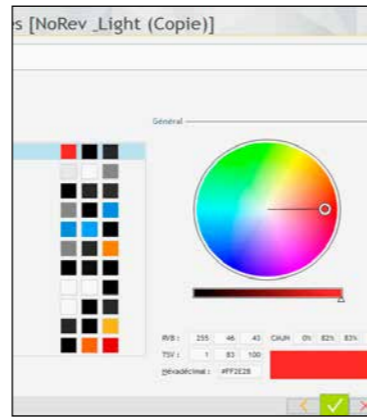 s [NoRev _Light (Copie)]
Général
RVB : 255 46 43 CMJN 0% 82% 83%
TSV : 1 83 100
Hexadécimal : #FF2E2B